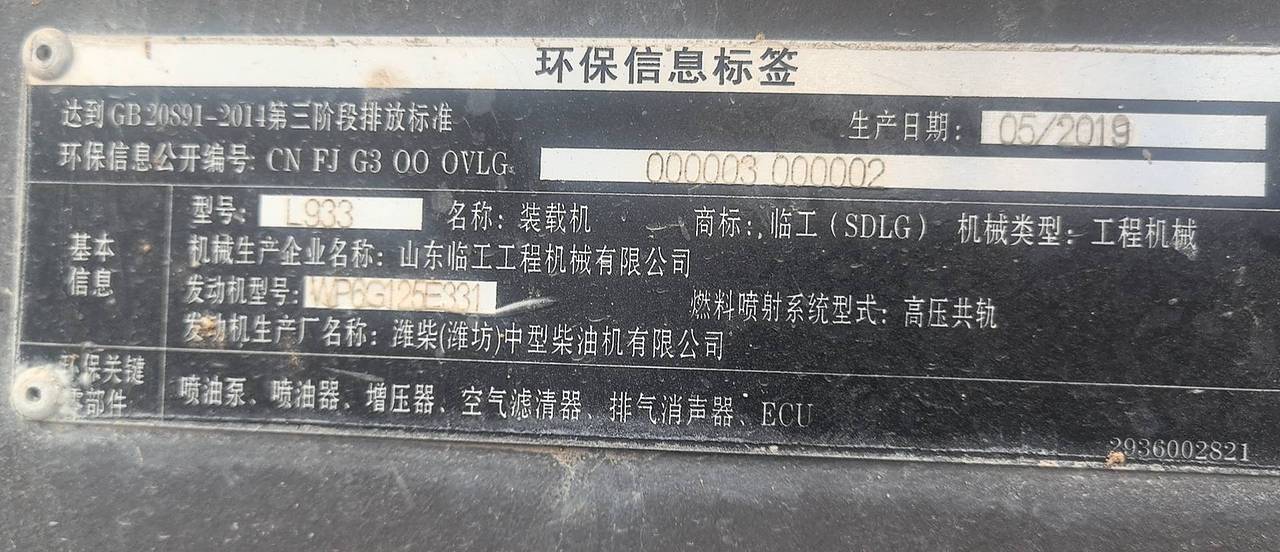 环保信息标签
达到GB 20891-2014第三阶段排放标准 生产日期: 05/2019
环保信息公开编号: CN FJ G3 OO OVLG 000003 000002
基本信息
型号: L933 名称: 装载机 商标: 临工(SDLG) 机械类型: 工程机械
机械生产企业名称: 山东临工工程机械有限公司
发动机型号: WP6G125E331 燃料喷射系统型式: 高压共轨
发动机生产厂名称: 潍柴(潍坊)中型柴油机有限公司
环保关键零部件
喷油泵、喷油器、增压器、空气滤清器、排气消声器、ECU
2936002821